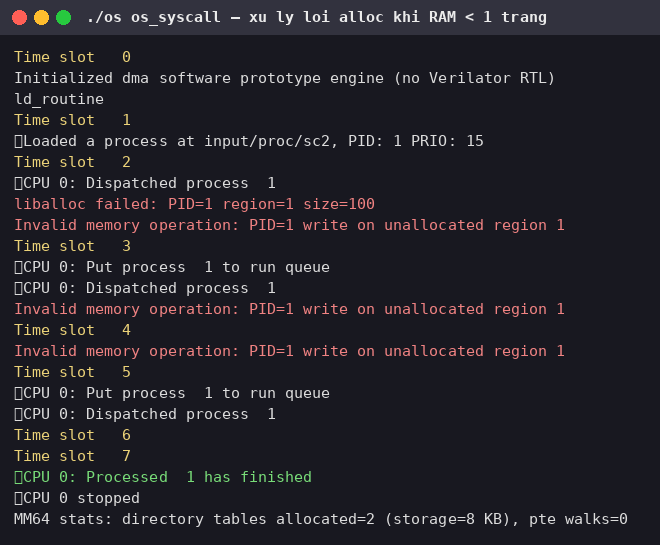 ./os os_syscall — xu ly loi alloc khi RAM < 1 trang
Time slot   0
Initialized dma software prototype engine (no Verilator RTL)
ld_routine
Time slot   1
Loaded a process at input/proc/sc2, PID: 1 PRIO: 15
Time slot   2
CPU 0: Dispatched process  1
liballoc failed: PID=1 region=1 size=100
Invalid memory operation: PID=1 write on unallocated region 1
Time slot   3
CPU 0: Put process  1 to run queue
CPU 0: Dispatched process  1
Invalid memory operation: PID=1 write on unallocated region 1
Time slot   4
Invalid memory operation: PID=1 write on unallocated region 1
Time slot   5
CPU 0: Put process  1 to run queue
CPU 0: Dispatched process  1
Time slot   6
Time slot   7
CPU 0: Processed  1 has finished
CPU 0 stopped
MM64 stats: directory tables allocated=2 (storage=8 KB), pte walks=0